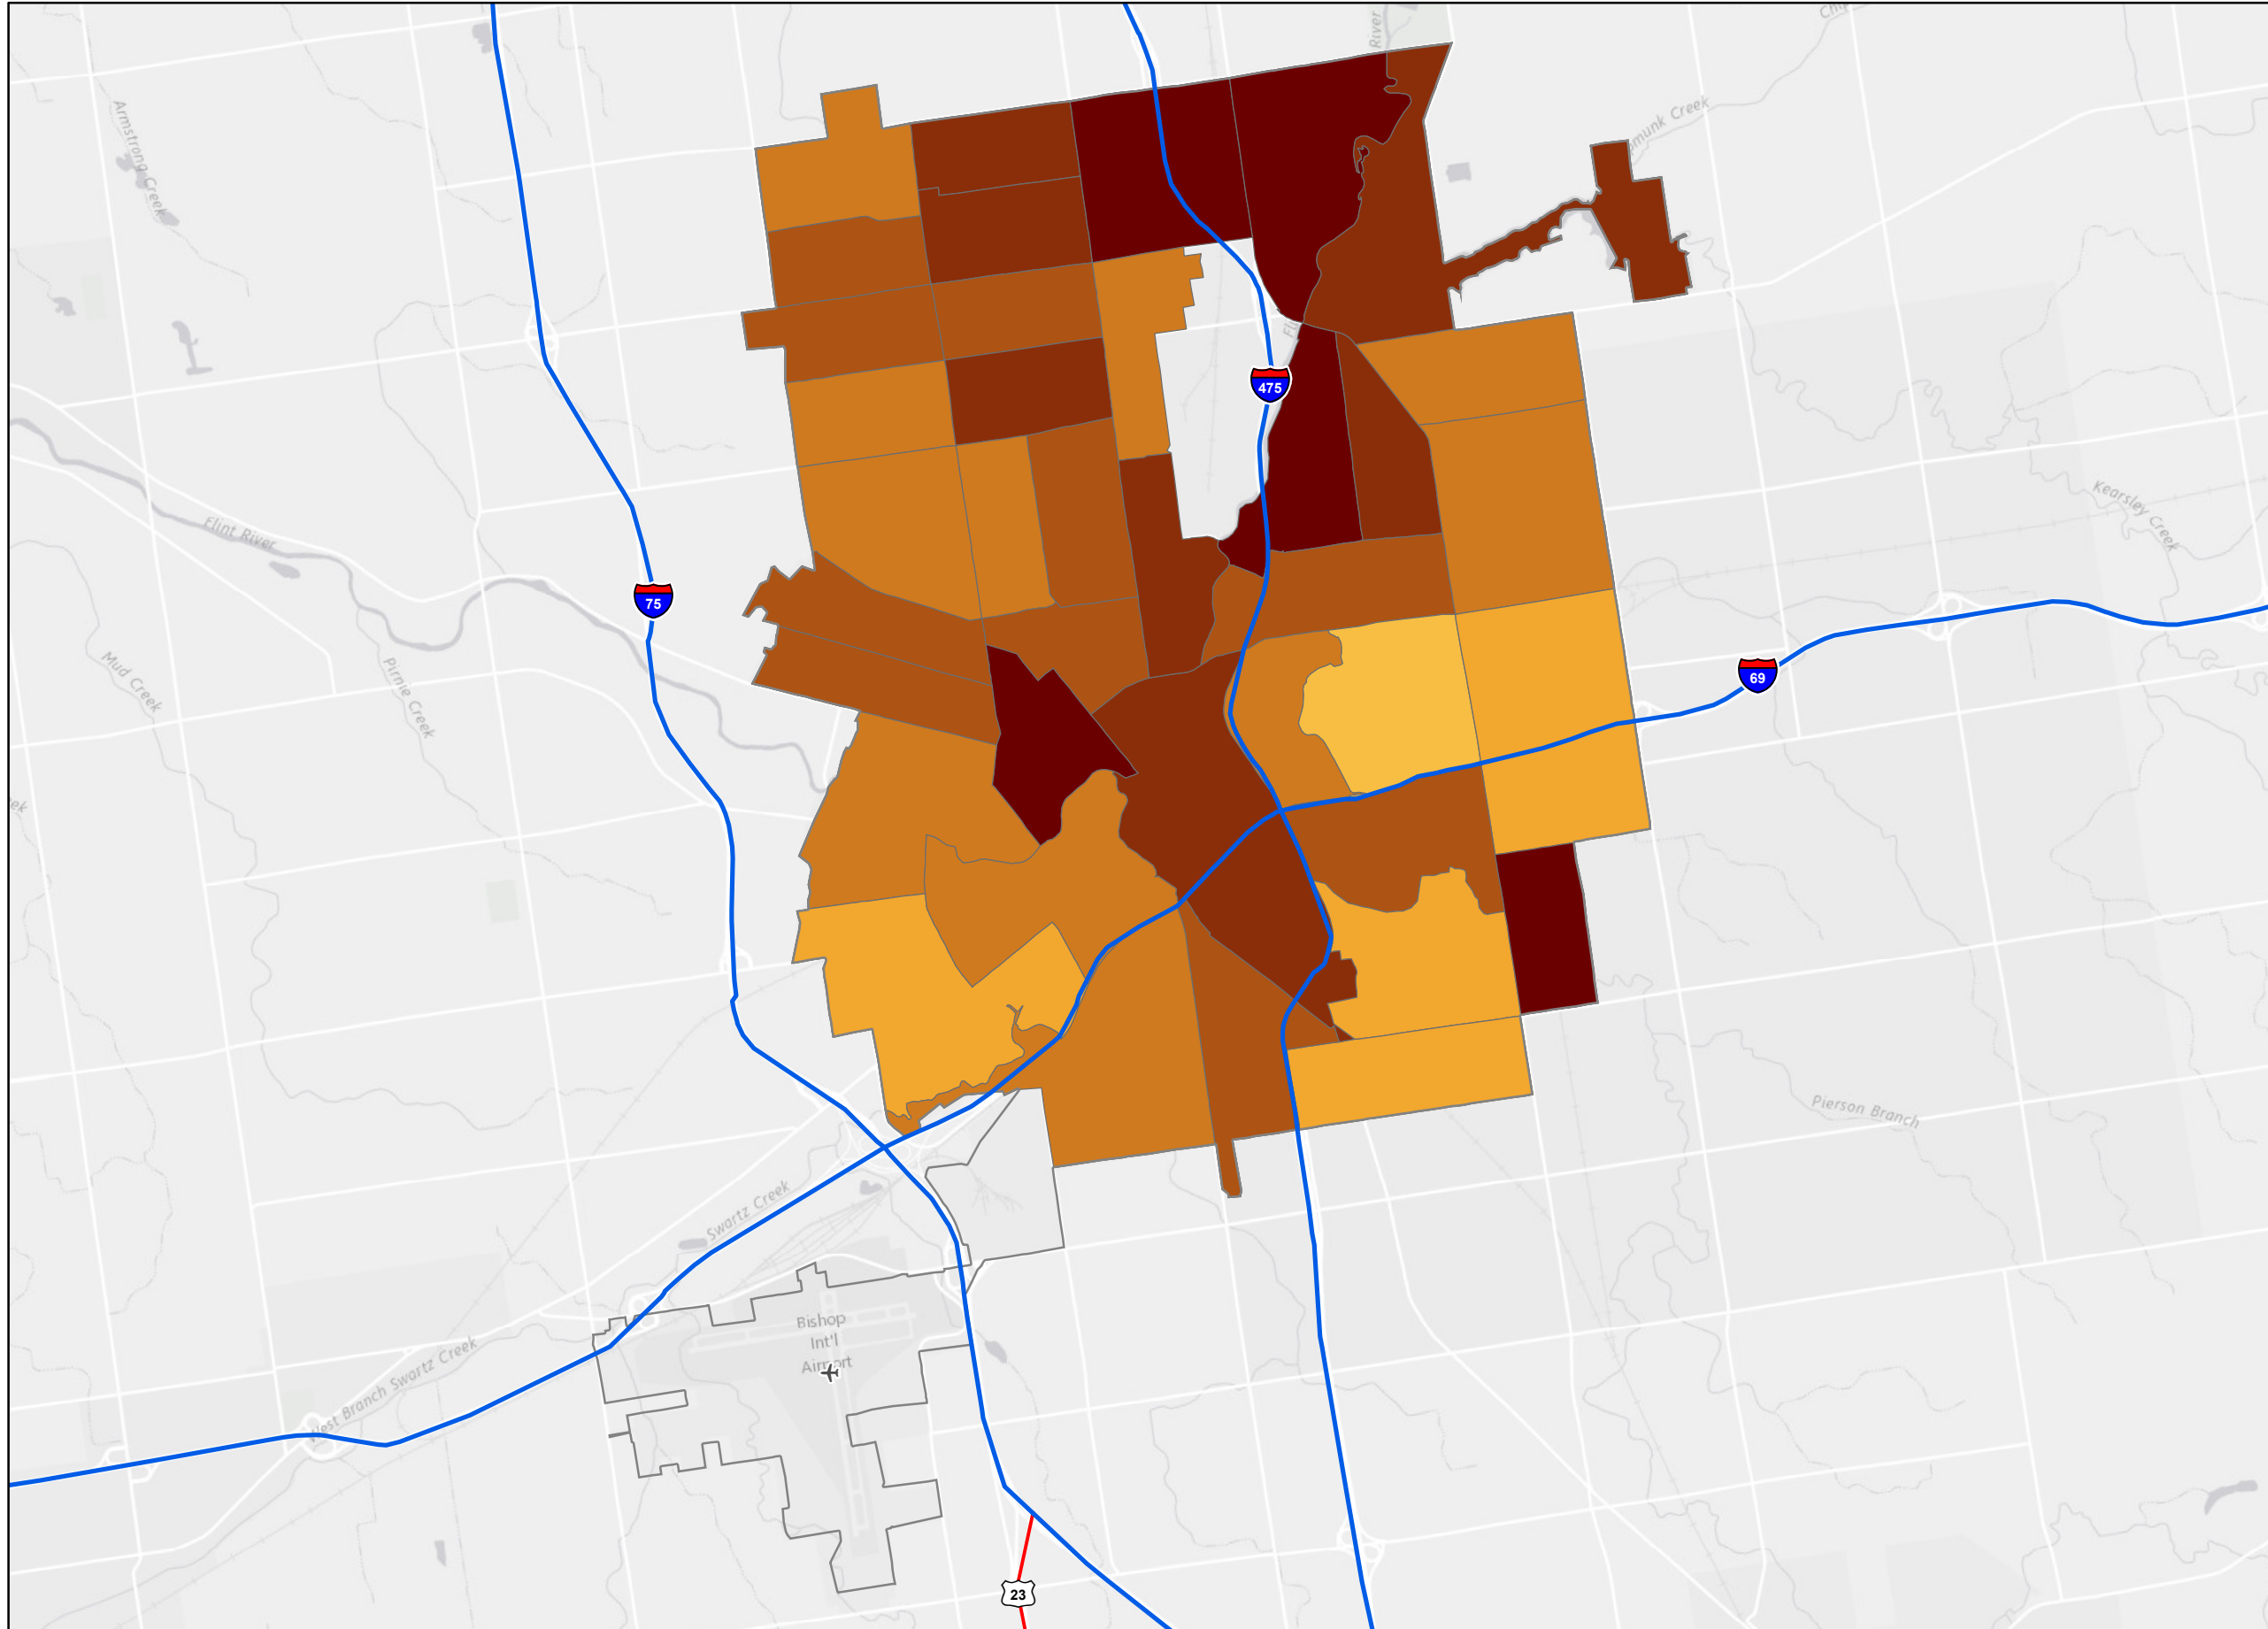 River
Armstrong Creek
Creek
475
Kearsley
Creek
Flint River
75
Mud Creek
Pirnie Creek
69
Pierson Branch
Swartz Creek
Bishop
Int'l
Airport
West Branch Swartz Creek
23